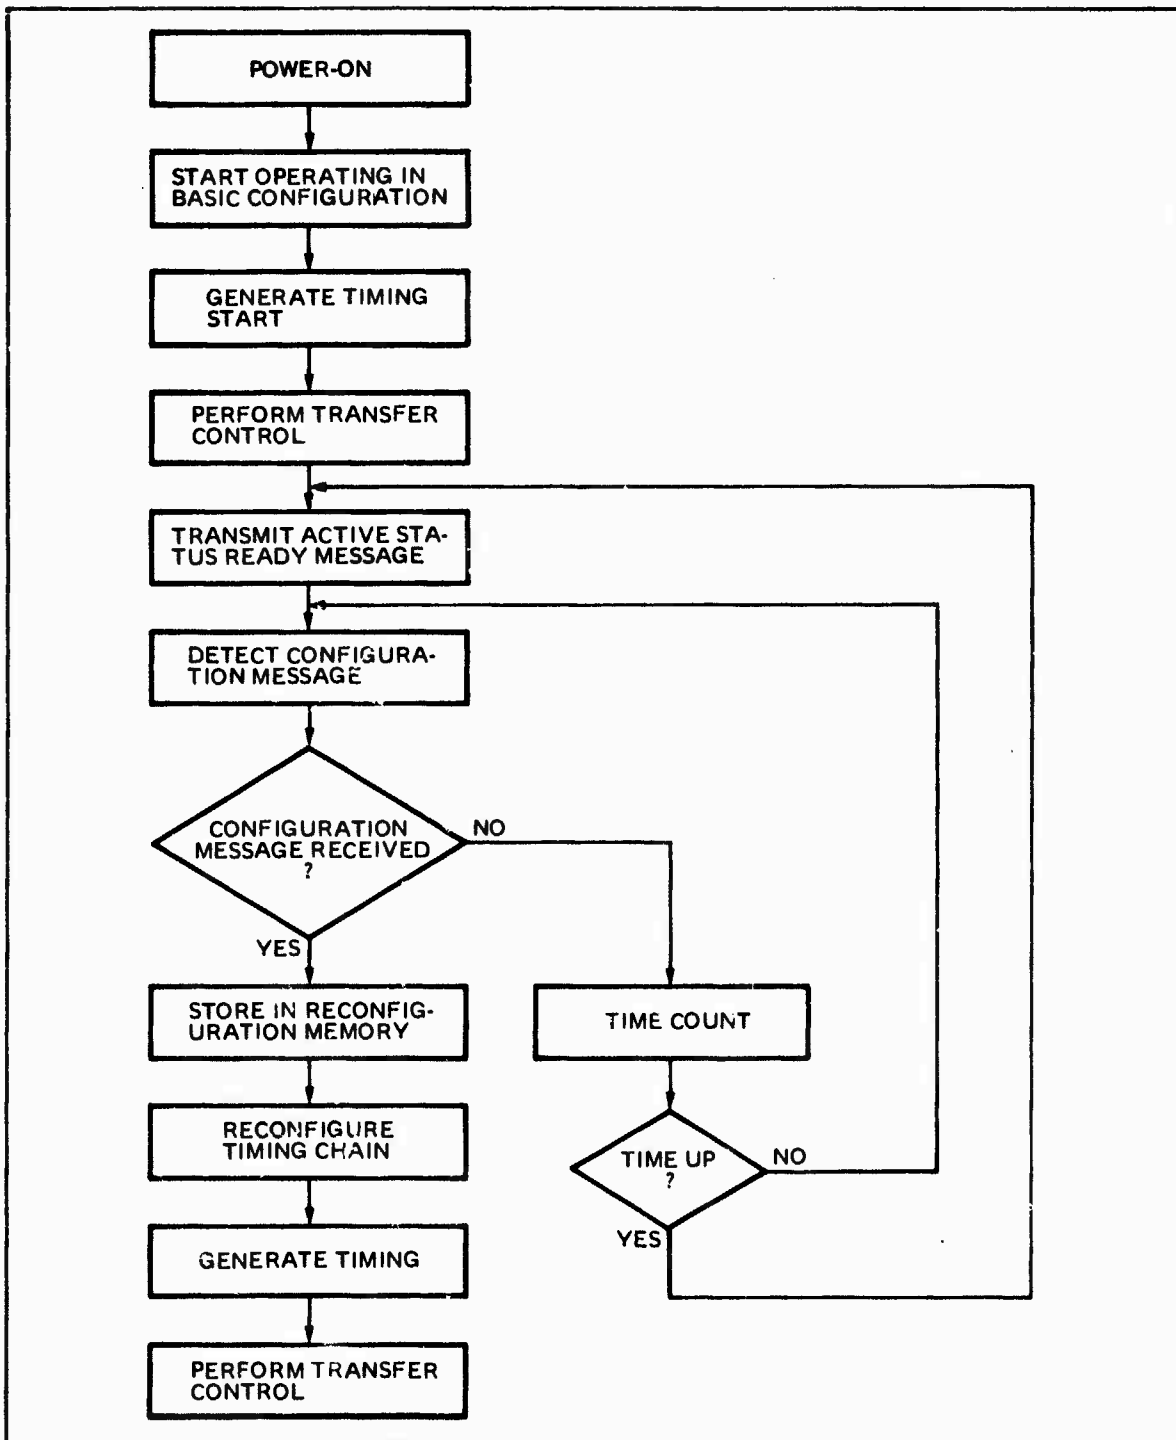 POWER-ON
START OPERATING IN
BASIC CONFIGURATION
GENERATE TIMING
START
PERFORM TRANSFER
CONTROL
TRANSMIT ACTIVE STA-
TUS READY MESSAGE
DETECT CONFIGURA-
TION MESSAGE
CONFIGURATION
MESSAGE RECEIVED
?
NO
YES
STORE IN RECONFIG-
URATION MEMORY
TIME COUNT
RECONFIGURE
TIMING CHAIN
TIME UP
?
NO
YES
GENERATE TIMING
PERFORM TRANSFER
CONTROL